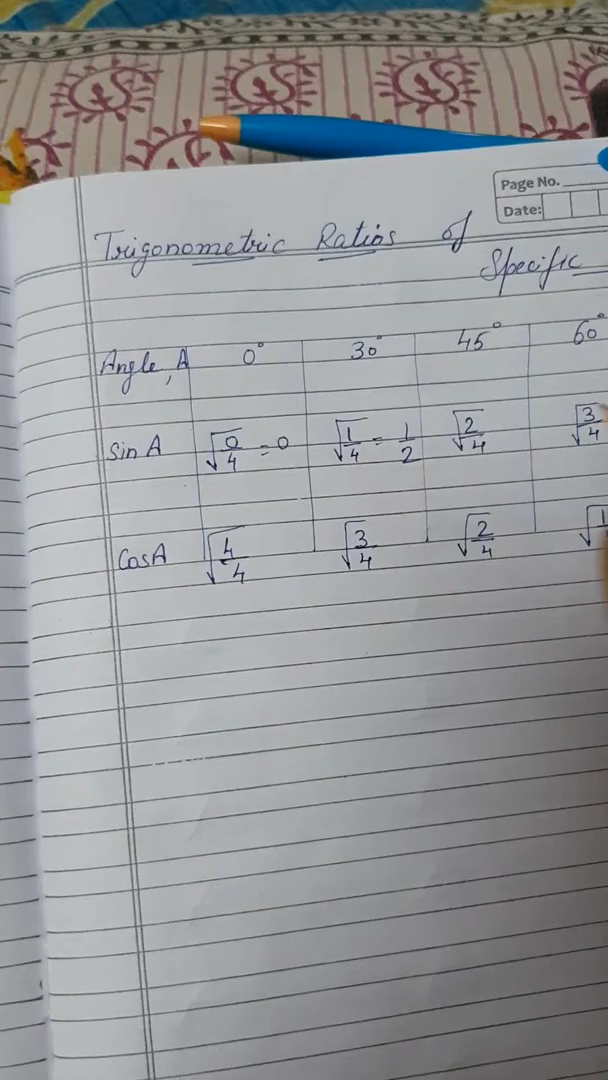 Page No.
Date:
Trigonometric Ratios of
Specific
Angle, A 0° 30° 45° 60°
Sin A √0/4 = 0 √1/4 = 1/2 √2/4 √3/4
CosA √4/4 √3/4 √2/4 √1